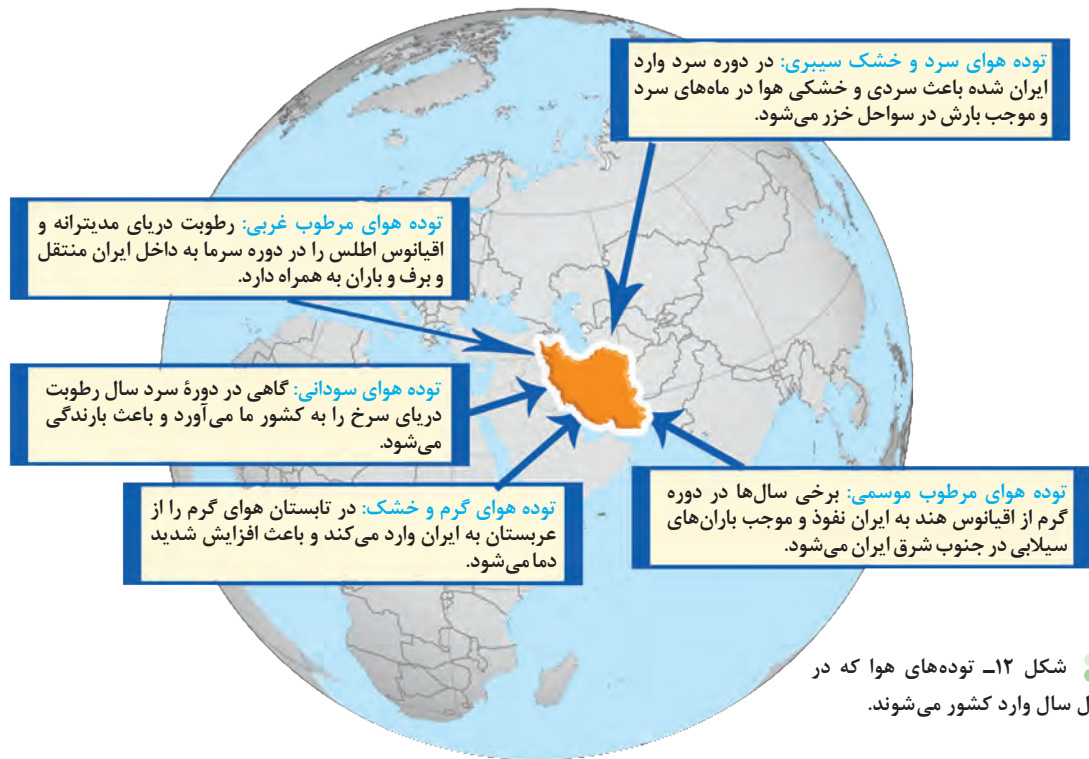 توده هوای سرد و خشک سیبری: در دوره سرد وارد
ایران شده باعث سردی و خشکی هوا در ماه‌های سرد
و موجب بارش در سواحل خزر می‌شود.
توده هوای مرطوب غربی: رطوبت دریای مدیترانه و
اقیانوس اطلس را در دوره سرما به داخل ایران منتقل
و برف و باران به همراه دارد.
توده هوای سودانی: گاهی در دورهٔ سرد سال رطوبت
دریای سرخ را به کشور ما می‌آورد و باعث بارندگی
می‌شود.
توده هوای گرم و خشک: در تابستان هوای گرم را از
عربستان به ایران وارد می‌کند و باعث افزایش شدید
دما می‌شود.
توده هوای مرطوب موسمی: برخی سال‌ها در دوره
گرم از اقیانوس هند به ایران نفوذ و موجب باران‌های
سیلابی در جنوب شرق ایران می‌شود.
شکل ۱۲ـ توده‌های هوا که در
ل سال وارد کشور می‌شوند.